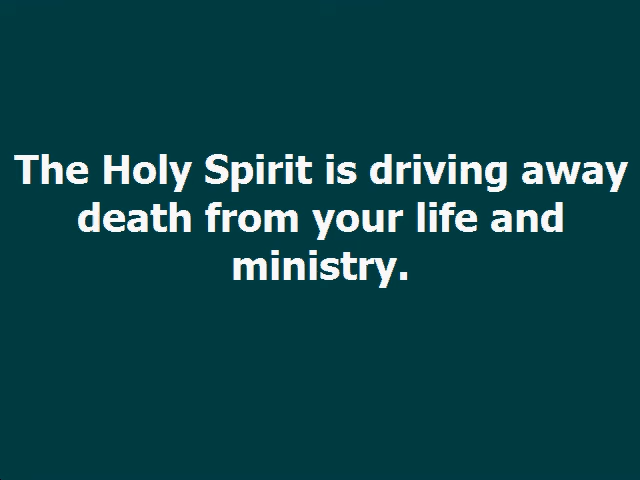 The Holy Spirit is driving away
death from your life and
ministry.